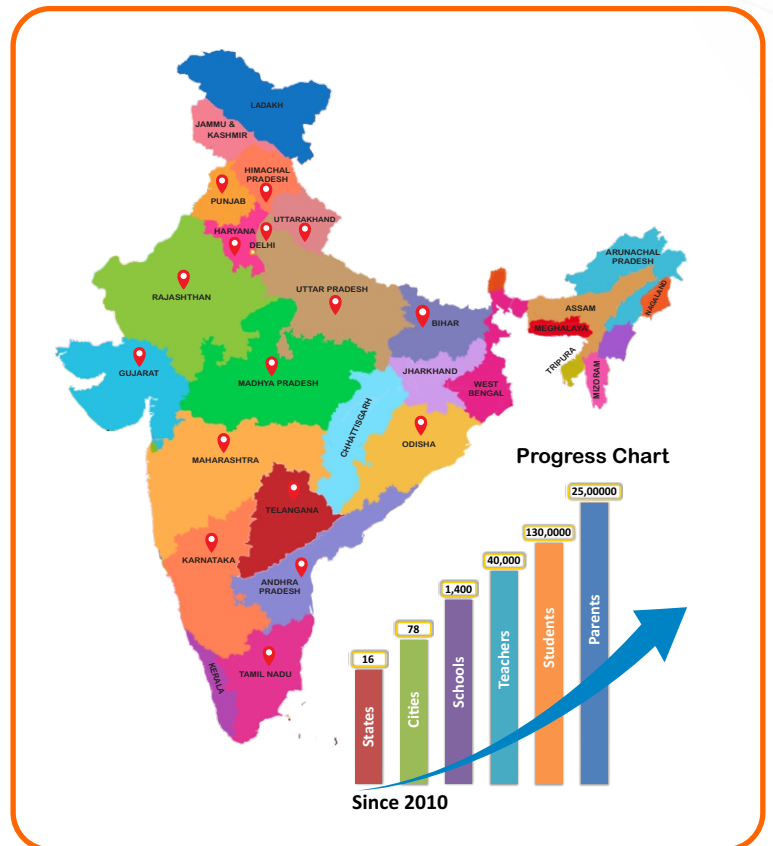 LADAKH
JAMMU &
KASHMIR
HIMACHAL
PRADESH
PUNJAB
UTTARAKHAND
HARYANA
DELHI
ARUNACHAL
PRADESH
RAJASHTHAN
UTTAR PRADESH
NAGALAND
ASSAM
BIHAR
MEGHALAYA
TRIPURA
MIZORAM
GUJARAT
MADHYA PRADESH
JHARKHAND
WEST
BENGAL
CHHATTISGARH
ODISHA
MAHARASHTRA
TELANGANA
KARNATAKA
ANDHRA
PRADESH
KERALA
TAMIL NADU
Progress Chart
25,00000
130,0000
40,000
1,400
78
16
States
Cities
Schools
Teachers
Students
Parents
Since 2010